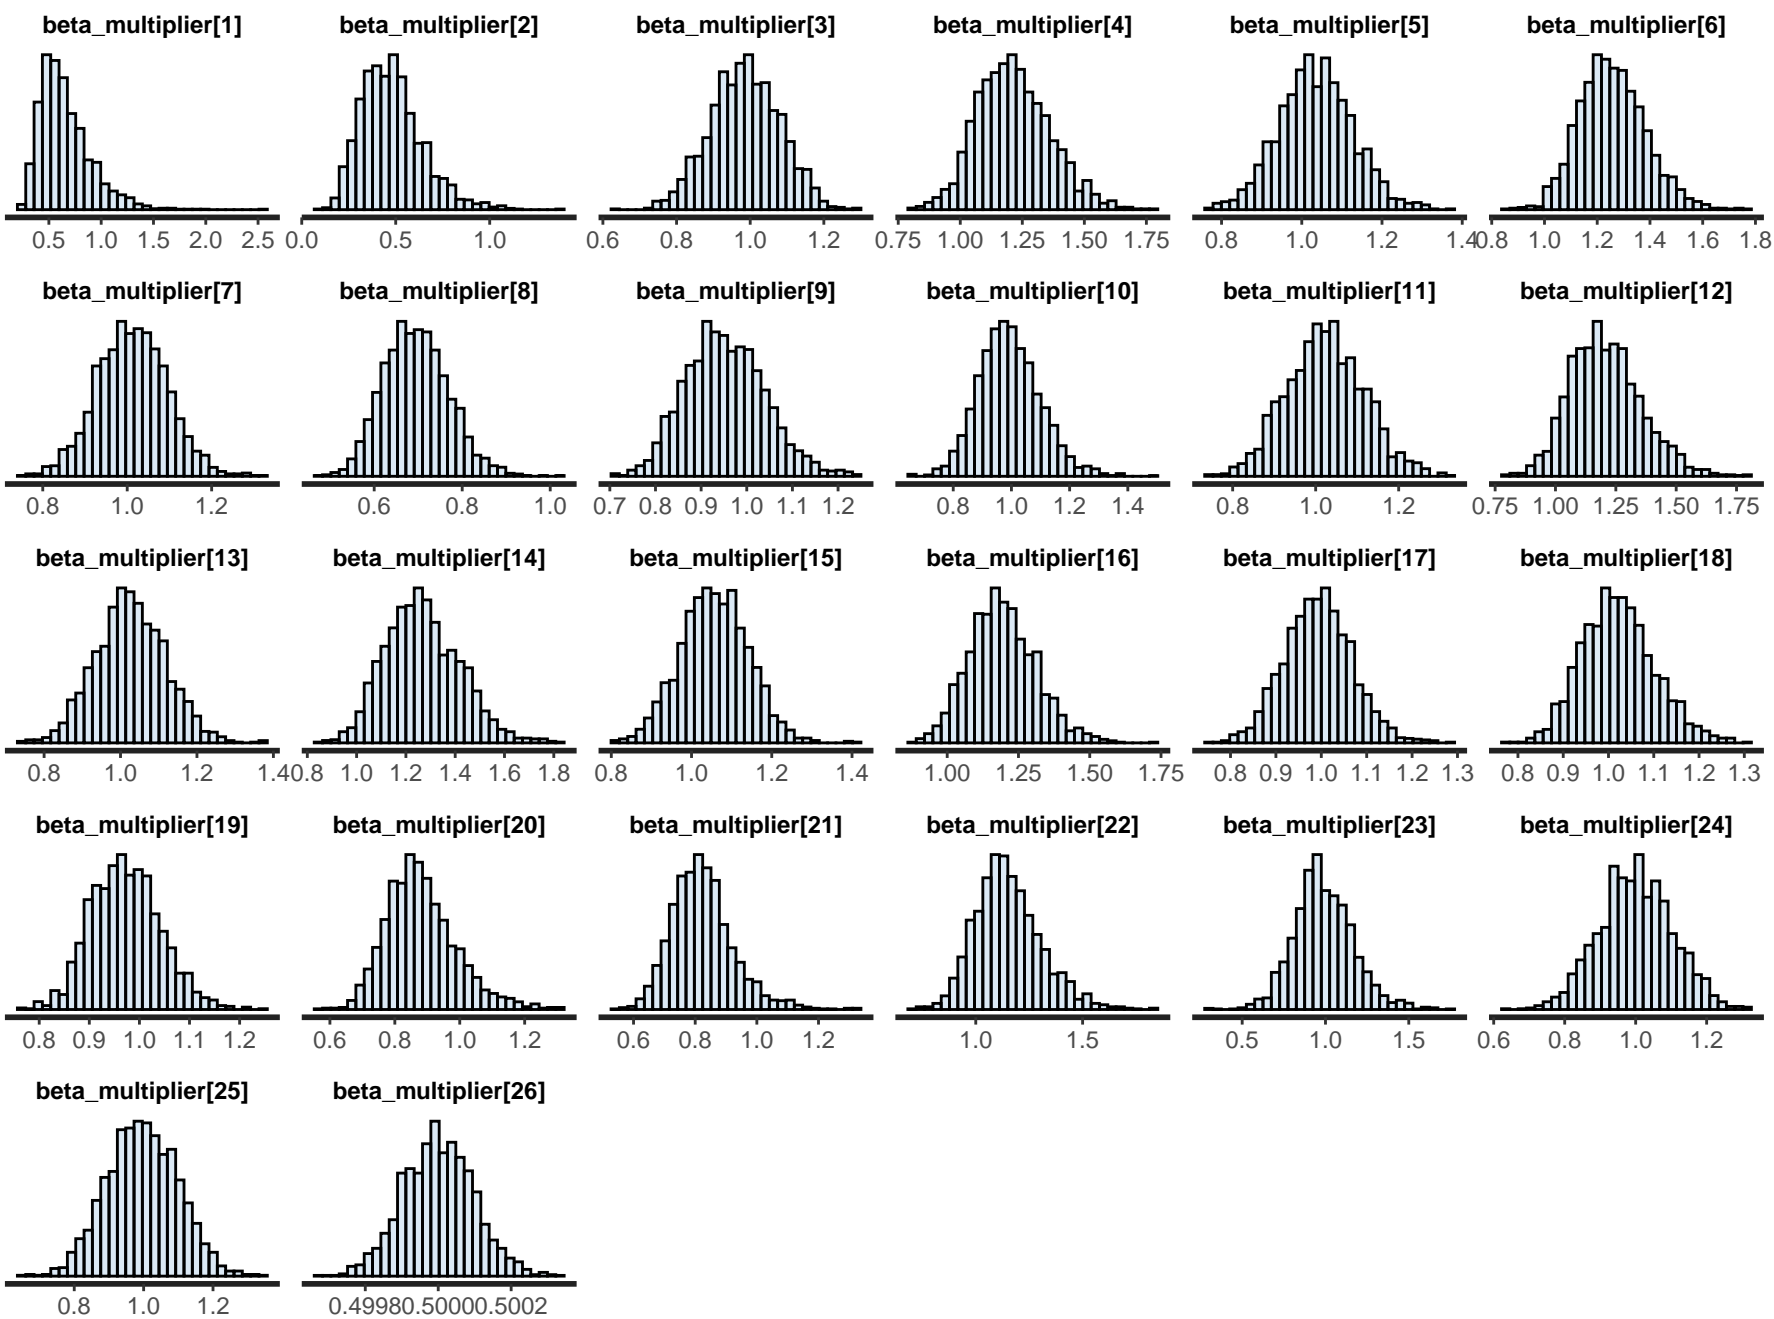 beta_multiplier[1] beta_multiplier[2] beta_multiplier[3] beta_multiplier[4] beta_multiplier[5] beta_multiplier[6]
0.5 1.0 1.5 2.0 2.5 0.0 0.5 1.0 0.6 0.8 1.0 1.2 0.75 1.00 1.25 1.50 1.75 0.8 1.0 1.2 1.4 0.8 1.0 1.2 1.4 1.6 1.8
beta_multiplier[7] beta_multiplier[8] beta_multiplier[9] beta_multiplier[10] beta_multiplier[11] beta_multiplier[12]
0.8 1.0 1.2 0.6 0.8 1.0 0.7 0.8 0.9 1.0 1.1 1.2 0.8 1.0 1.2 1.4 0.8 1.0 1.2 0.75 1.00 1.25 1.50 1.75
beta_multiplier[13] beta_multiplier[14] beta_multiplier[15] beta_multiplier[16] beta_multiplier[17] beta_multiplier[18]
0.8 1.0 1.2 1.4 0.8 1.0 1.2 1.4 1.6 1.8 0.8 1.0 1.2 1.4 1.00 1.25 1.50 1.75 0.8 0.9 1.0 1.1 1.2 1.3 0.8 0.9 1.0 1.1 1.2 1.3
beta_multiplier[19] beta_multiplier[20] beta_multiplier[21] beta_multiplier[22] beta_multiplier[23] beta_multiplier[24]
0.8 0.9 1.0 1.1 1.2 0.6 0.8 1.0 1.2 0.6 0.8 1.0 1.2 1.0 1.5 0.5 1.0 1.5 0.6 0.8 1.0 1.2
beta_multiplier[25] beta_multiplier[26]
0.8 1.0 1.2 0.4998 0.5000 0.5002